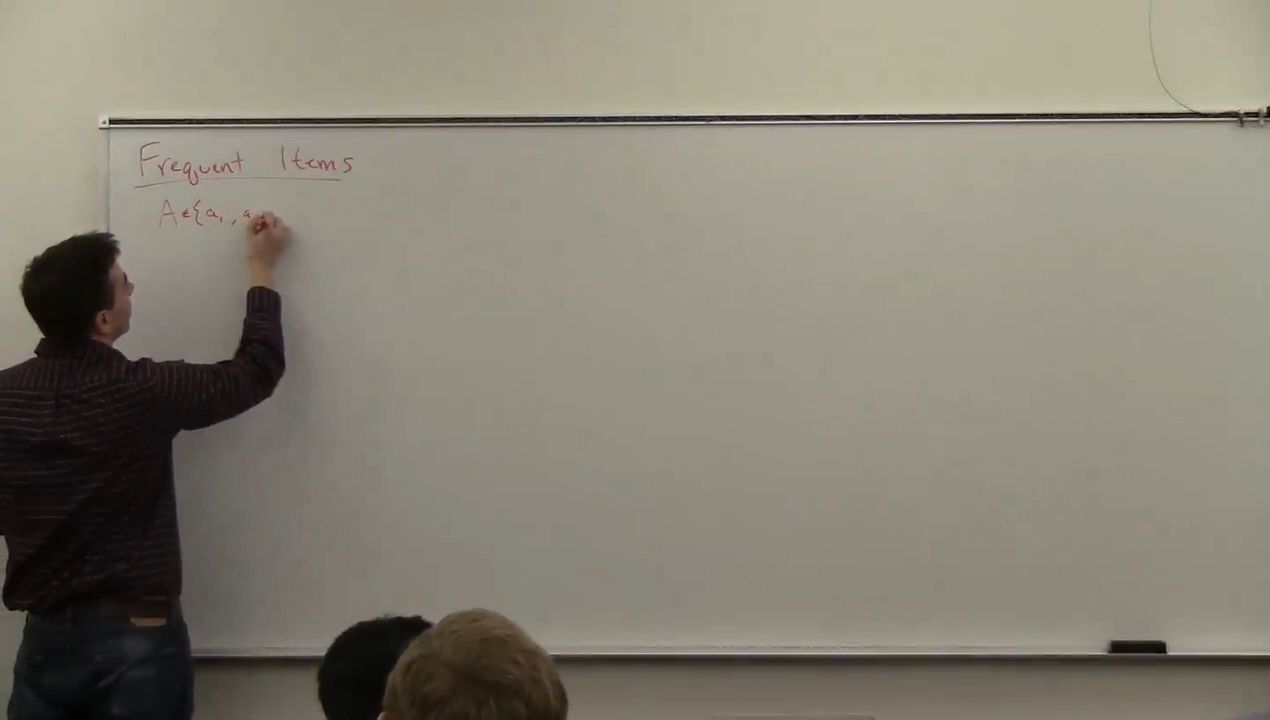 Frequent Items
A ∈ {a₁, a